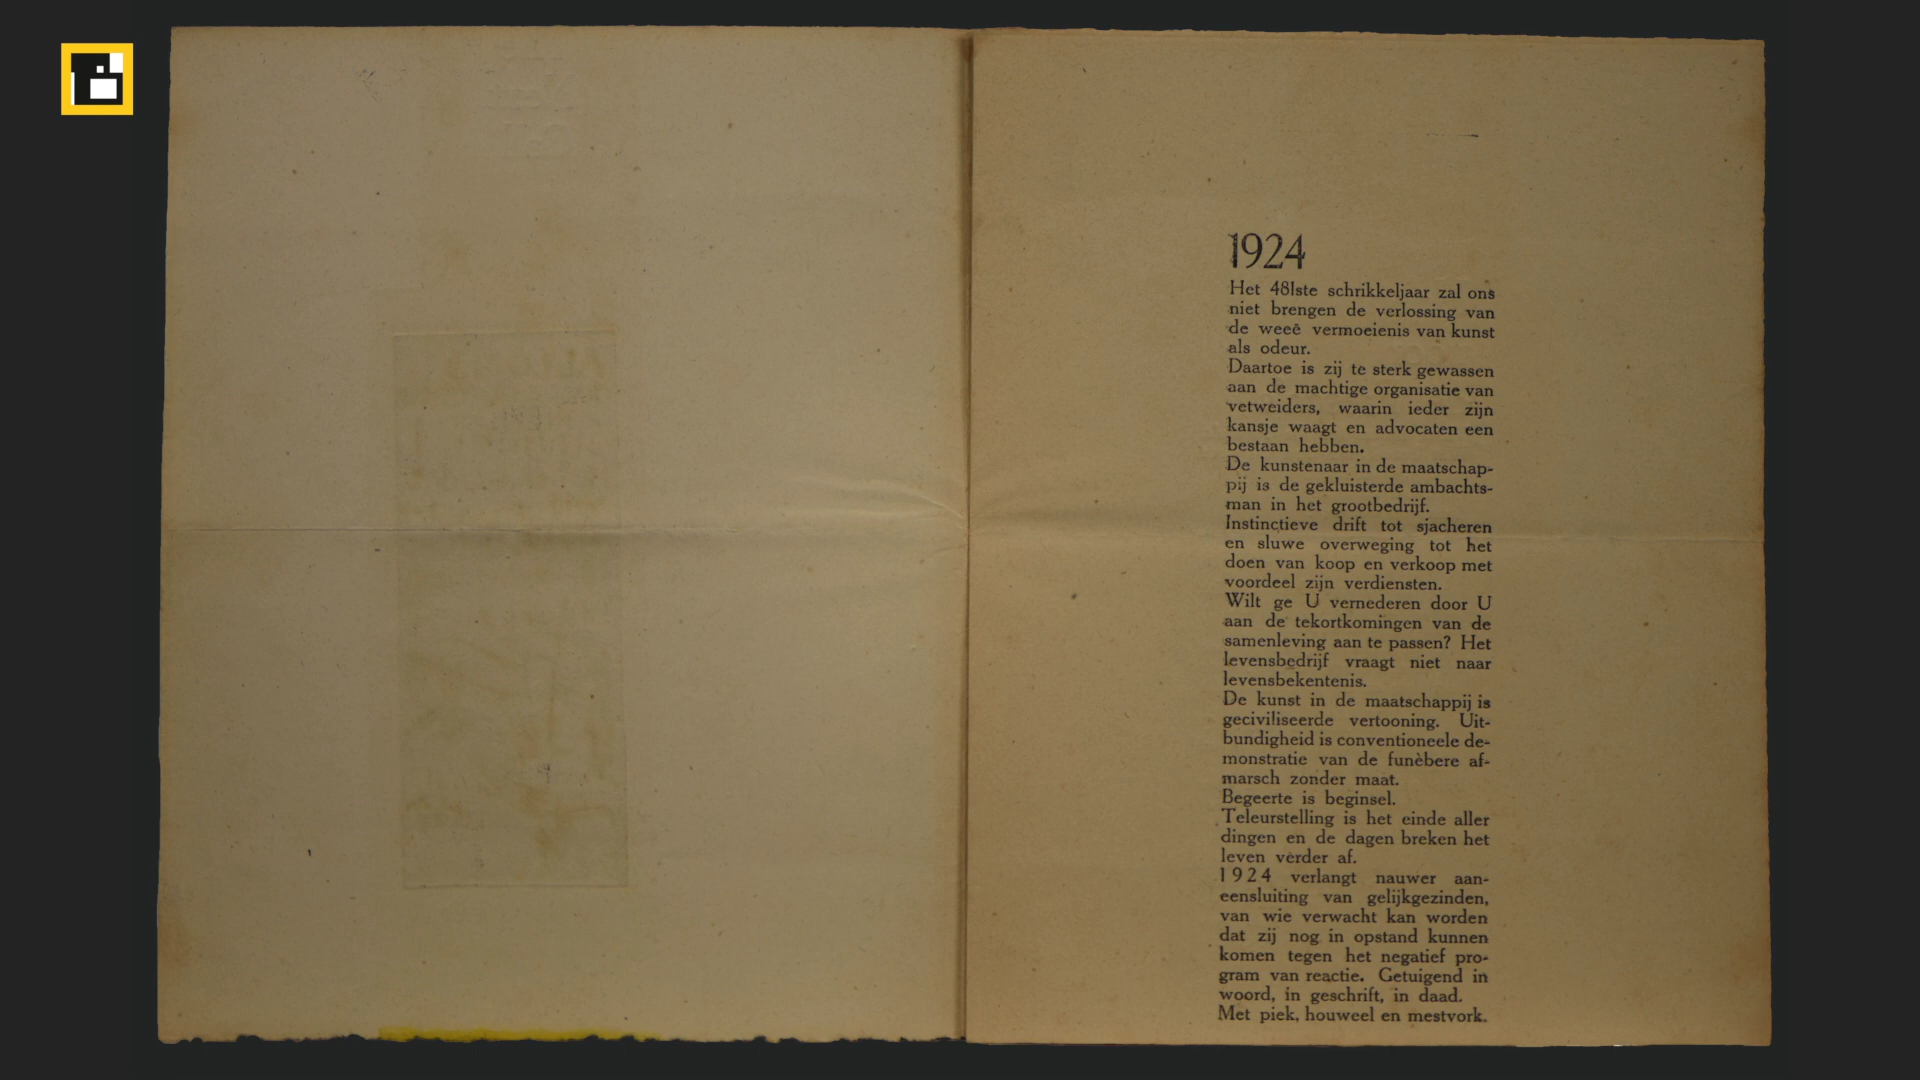 1924
Het 481ste schrikkeljaar zal ons
niet brengen de verlossing van
de weeë vermoeienis van kunst
als odeur.
Daartoe is zij te sterk gewassen
aan de machtige organisatie van
vetweiders, waarin ieder zijn
kansje waagt en advocaten een
bestaan hebben.
De kunstenaar in de maatschap-
pij is de gekluisterde ambachts-
man in het grootbedrijf.
Instinctieve drift tot sjacheren
en sluwe overweging tot het
doen van koop en verkoop met
voordeel zijn verdiensten.
Wilt ge U vernederen door U
aan de tekortkomingen van de
samenleving aan te passen? Het
levensbedrijf vraagt niet naar
levensbekentenis.
De kunst in de maatschappij is
geciviliseerde vertooning. Uit-
bundigheid is conventioneele de-
monstratie van de funèbere af-
marsch zonder maat.
Begeerte is beginsel.
Teleurstelling is het einde aller
dingen en de dagen breken het
leven verder af.
1924 verlangt nauwer aan-
eensluiting van gelijkgezinden,
van wie verwacht kan worden
dat zij nog in opstand kunnen
komen tegen het negatief pro-
gram van reactie. Getuigend in
woord, in geschrift, in daad.
Met piek, houweel en mestvork.